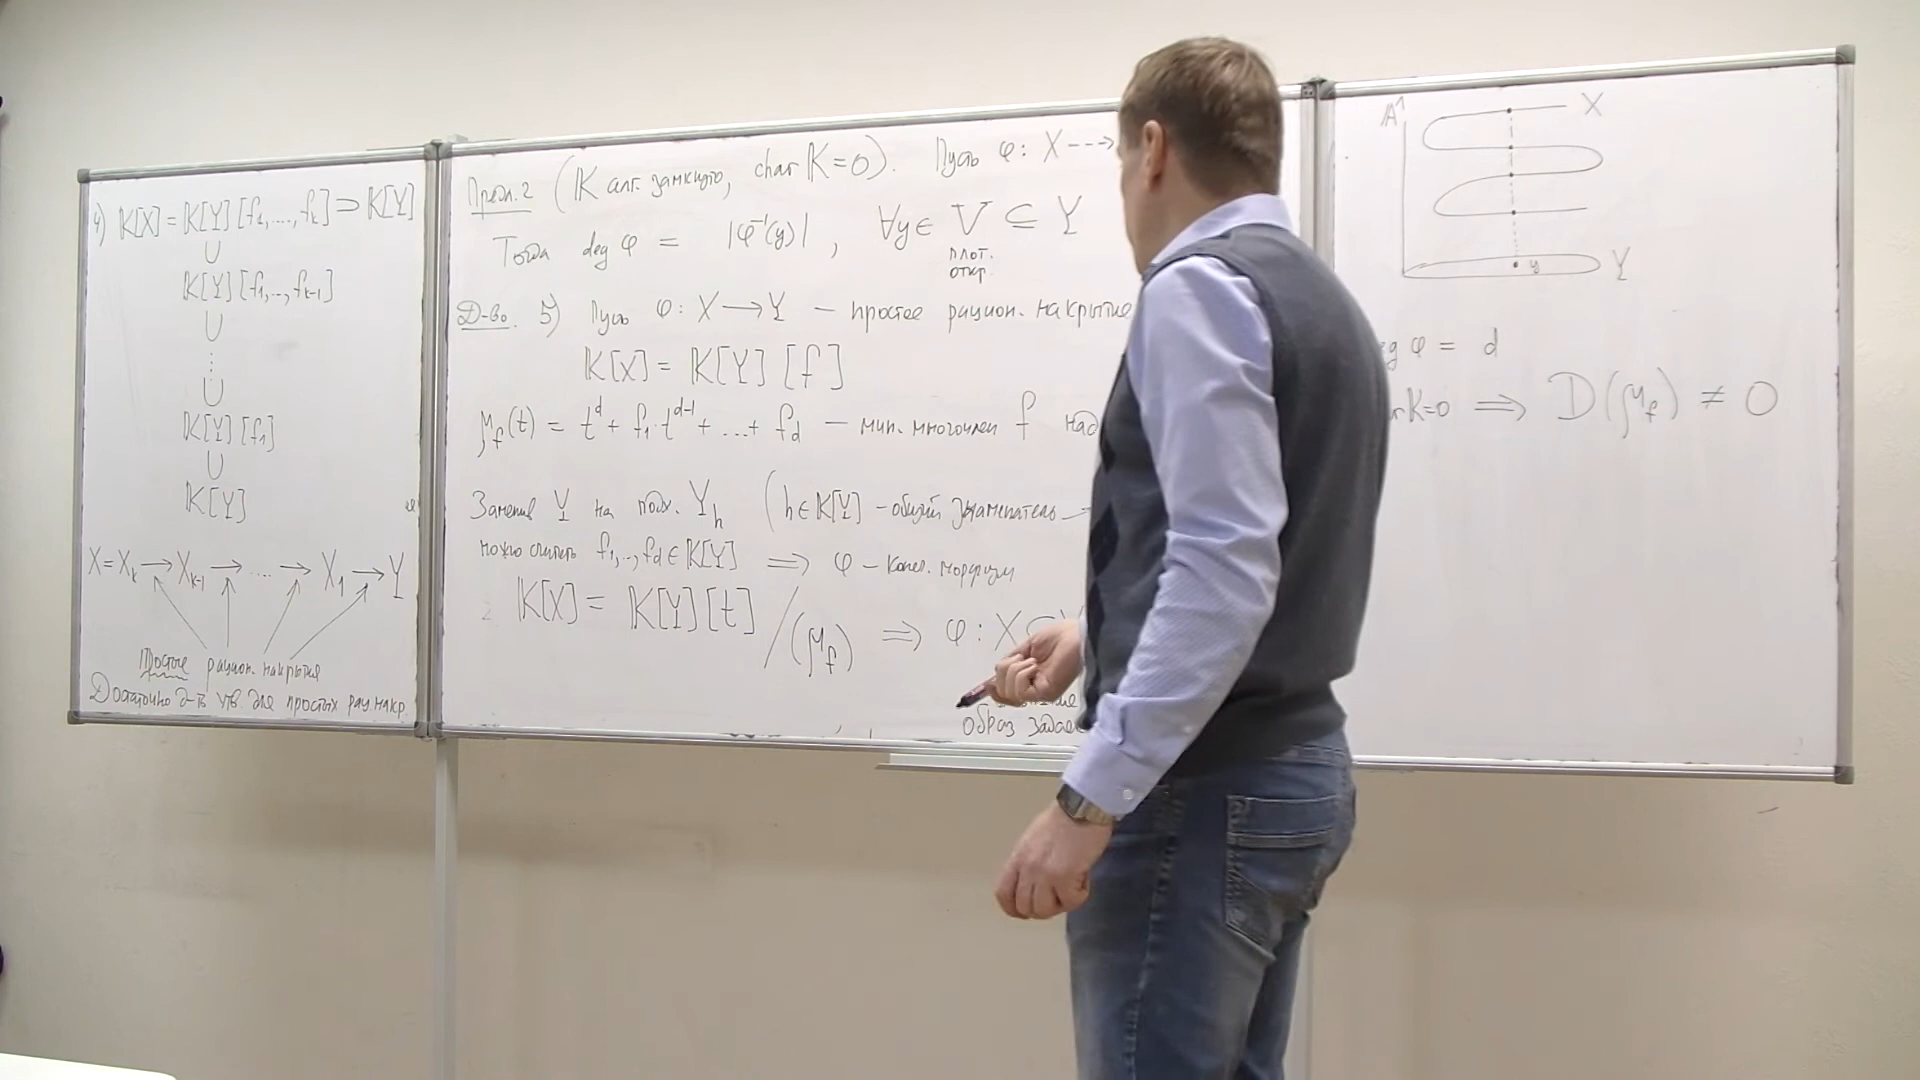 4) K[X] = K[Y][f₁,...,fₖ] ⊃ K[Y]
∪
K[Y][f₁,..,fₖ₋₁]
∪
⋮
∪
K[Y][f₁]
∪
K[Y]
X=Xₖ → Xₖ₋₁ → .... → X₁ → Y
Простые рацион. накрытия
Достаточно д-ть утв. для простых рац. накр.
Предл. 2 (K алг. замкнуто, char K=0). Пусть φ: X --→
Тогда deg φ = |φ⁻¹(y)|, ∀y ∈ V ⊆ Y
плот.
откр.
Д-во. 5) Пусть φ: X → Y – простое рацион. накрытие
K[X] = K[Y][f]
μ_f(t) = t^d + f₁·t^{d-1} + ... + f_d – мин. многочлен f над
Заменив Y на подх. Y_h (h ∈ K[Y] – общий знаменатель
можно считать f₁,..,f_d ∈ K[Y] ⟹ φ – конеч. морфизм
K[X] = K[Y][t]/(μ_f) ⟹ φ: X ⊂
образ задаё
A¹ X
y Y
φ = d
K=0 ⟹ D(μ_f) ≠ 0